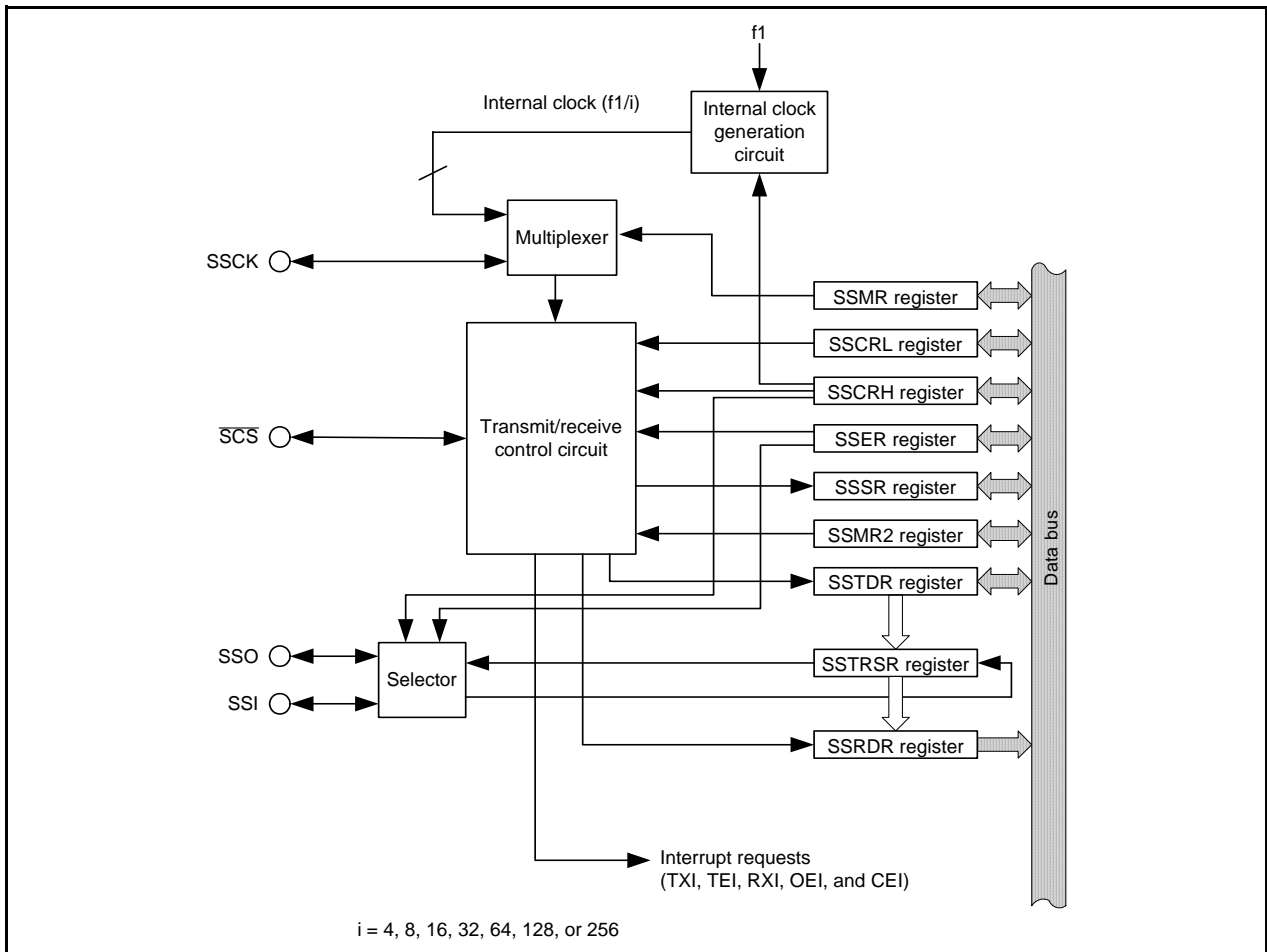 f1
Internal clock (f1/i)
Internal clock
generation
circuit
Multiplexer
SSCK
SSMR register
SSCRL register
SSCRH register
SCS
Transmit/receive
control circuit
SSER register
SSSR register
SSMR2 register
Data bus
SSTDR register
SSO
SSTRSR register
Selector
SSI
SSRDR register
Interrupt requests
(TXI, TEI, RXI, OEI, and CEI)
i = 4, 8, 16, 32, 64, 128, or 256